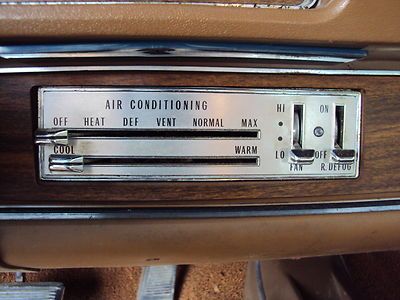 AIR CONDITIONING
OFF HEAT DEF VENT NORMAL MAX
COOL WARM
HI ON
LO OFF
FAN R. DEFOG